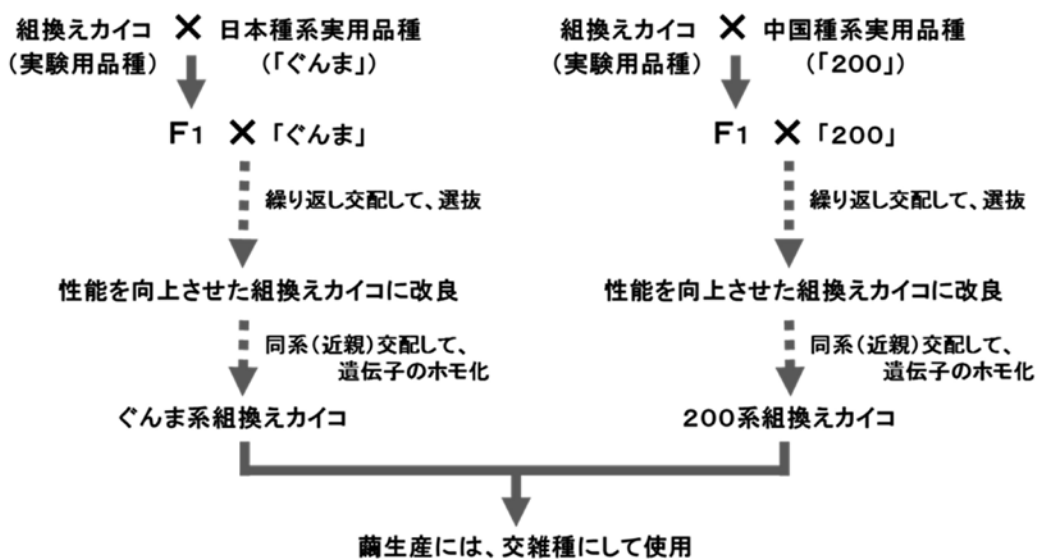 組換えカイコ × 日本種系実用品種
(実験用品種) (「ぐんま」)
F1 × 「ぐんま」
繰り返し交配して、選抜
性能を向上させた組換えカイコに改良
同系(近親)交配して、
遺伝子のホモ化
ぐんま系組換えカイコ
組換えカイコ × 中国種系実用品種
(実験用品種) (「200」)
F1 × 「200」
繰り返し交配して、選抜
性能を向上させた組換えカイコに改良
同系(近親)交配して、
遺伝子のホモ化
200系組換えカイコ
繭生産には、交雑種にして使用